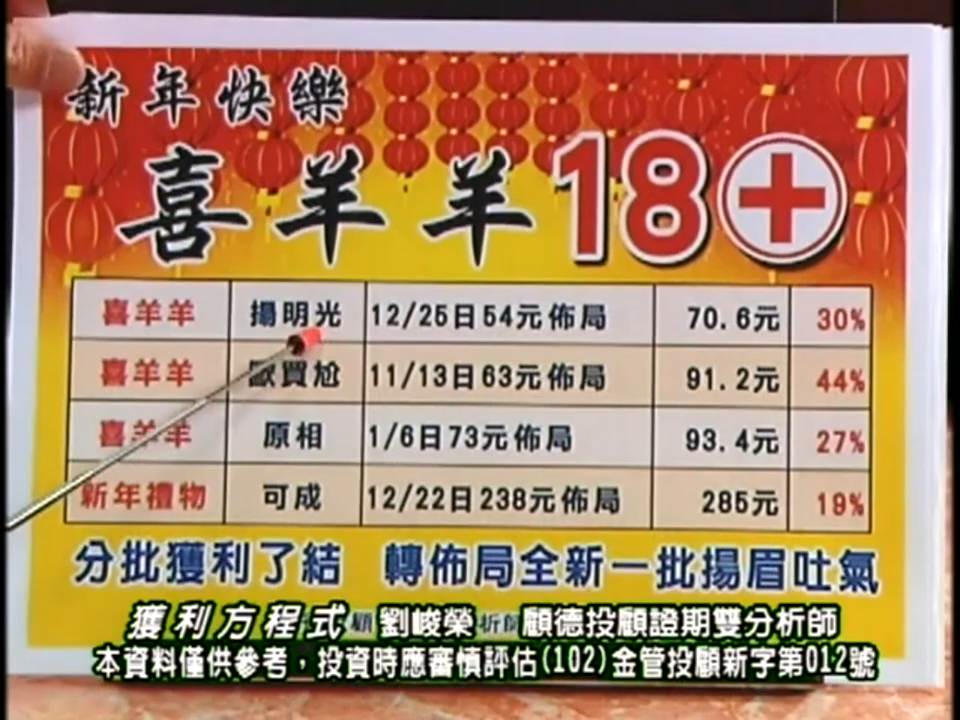 新年快樂
喜羊羊18+
喜羊羊 揚明光 12/25日54元佈局 70.6元 30%
喜羊羊 歐買尬 11/13日63元佈局 91.2元 44%
喜羊羊 原相 1/6日73元佈局 93.4元 27%
新年禮物 可成 12/22日238元佈局 285元 19%
分批獲利了結 轉佈局全新一批揚眉吐氣
獲利方程式 劉峻榮 顧德投顧證期雙分析師
本資料僅供參考，投資時應審慎評估(102)金管投顧新字第012號